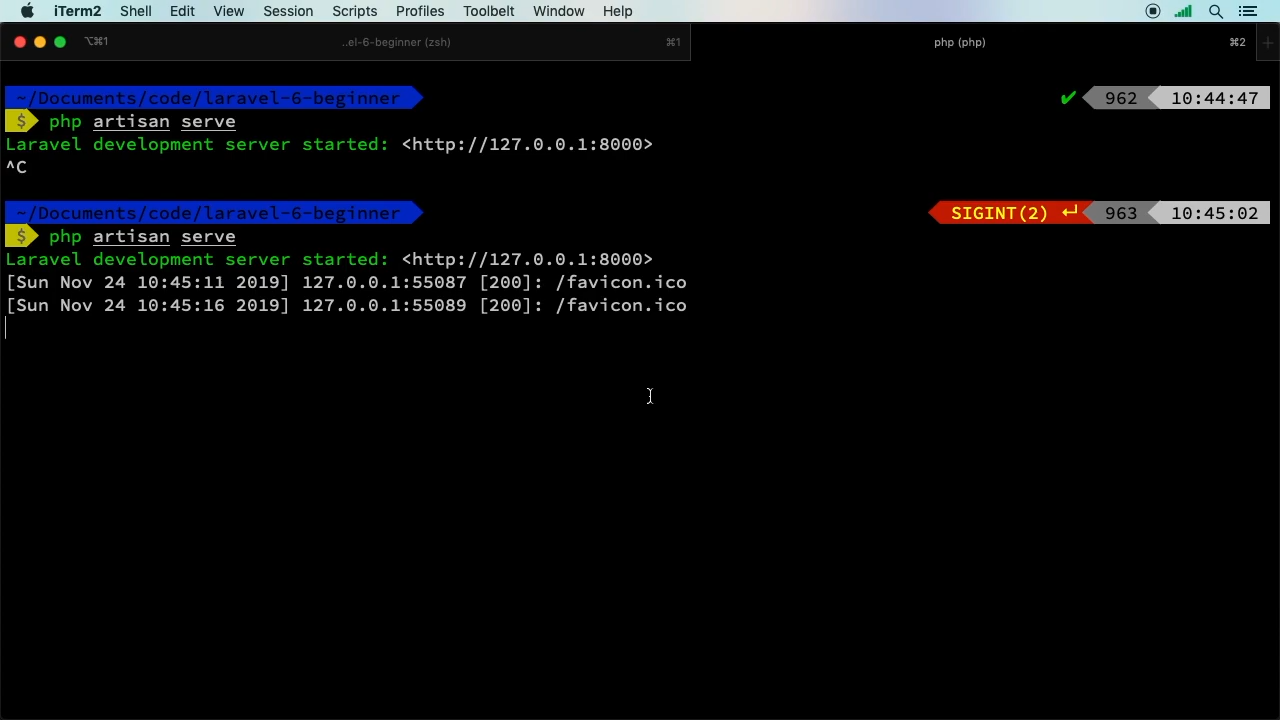 iTerm2 Shell Edit View Session Scripts Profiles Toolbelt Window Help
⌥⌘1 ..el-6-beginner (zsh) ⌘1 php (php) ⌘2 +
~/Documents/code/laravel-6-beginner ✔ 962 10:44:47
$ php artisan serve
Laravel development server started: <http://127.0.0.1:8000>
^C
~/Documents/code/laravel-6-beginner SIGINT(2) ↵ 963 10:45:02
$ php artisan serve
Laravel development server started: <http://127.0.0.1:8000>
[Sun Nov 24 10:45:11 2019] 127.0.0.1:55087 [200]: /favicon.ico
[Sun Nov 24 10:45:16 2019] 127.0.0.1:55089 [200]: /favicon.ico